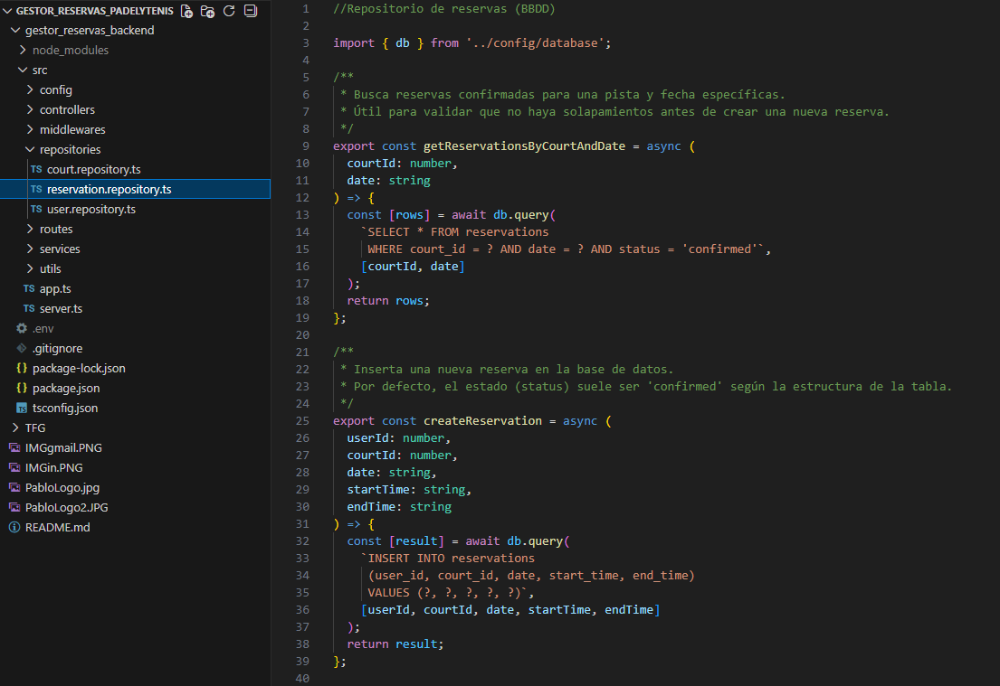 GESTOR_RESERVAS_PADELYTENIS
gestor_reservas_backend
node_modules
src
config
controllers
middlewares
repositories
TS court.repository.ts
TS reservation.repository.ts
TS user.repository.ts
routes
services
utils
TS app.ts
TS server.ts
.env
.gitignore
{} package-lock.json
{} package.json
TS tsconfig.json
TFG
IMGgmail.PNG
IMGin.PNG
PabloLogo.jpg
PabloLogo2.JPG
README.md
1 //Repositorio de reservas (BBDD)
2
3 import { db } from '../config/database';
4
5 /**
6 * Busca reservas confirmadas para una pista y fecha específicas.
7 * Útil para validar que no haya solapamientos antes de crear una nueva reserva.
8 */
9 export const getReservationsByCourtAndDate = async (
10 courtId: number,
11 date: string
12 ) => {
13 const [rows] = await db.query(
14 `SELECT * FROM reservations
15 WHERE court_id = ? AND date = ? AND status = 'confirmed'`,
16 [courtId, date]
17 );
18 return rows;
19 };
20
21 /**
22 * Inserta una nueva reserva en la base de datos.
23 * Por defecto, el estado (status) suele ser 'confirmed' según la estructura de la tabla.
24 */
25 export const createReservation = async (
26 userId: number,
27 courtId: number,
28 date: string,
29 startTime: string,
30 endTime: string
31 ) => {
32 const [result] = await db.query(
33 `INSERT INTO reservations
34 (user_id, court_id, date, start_time, end_time)
35 VALUES (?, ?, ?, ?, ?)`,
36 [userId, courtId, date, startTime, endTime]
37 );
38 return result;
39 };
40